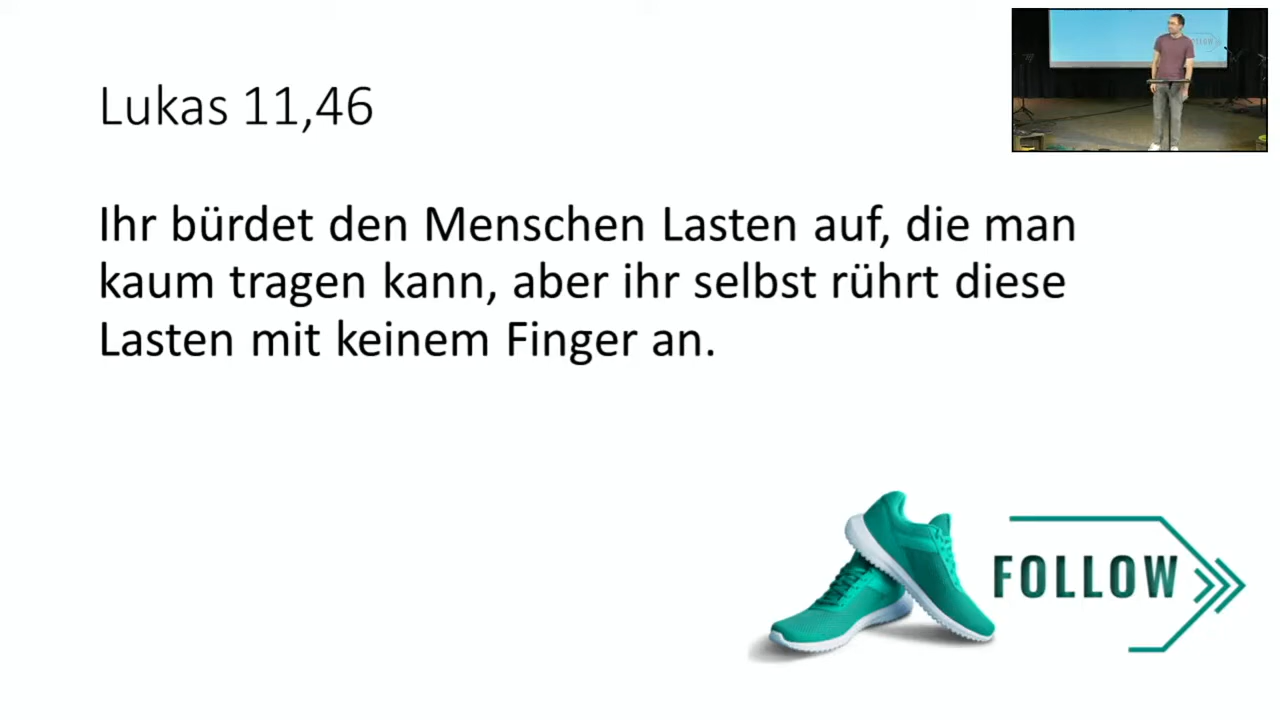 Lukas 11,46
Ihr bürdet den Menschen Lasten auf, die man
kaum tragen kann, aber ihr selbst rührt diese
Lasten mit keinem Finger an.
FOLLOW